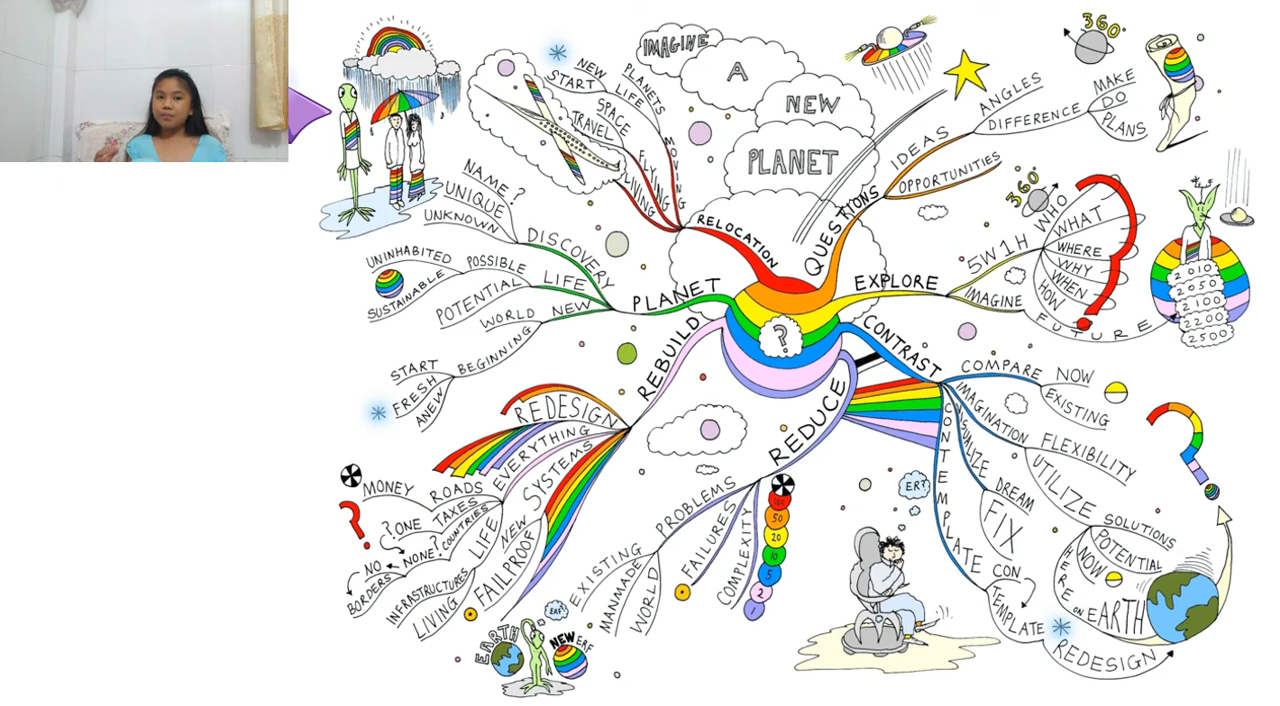 IMAGINE
A
NEW
PLANET
?
RELOCATION
MOVING
PLANETS
LIFE
FLYING
SPACE
TRAVEL
NEW
START
LIVING
QUESTIONS
IDEAS
ANGLES
DIFFERENCE
MAKE
DO
PLANS
360°
OPPORTUNITIES
EXPLORE
5W1H
WHO
WHAT
WHERE
WHY
WHEN
HOW
?
360°
IMAGINE
FUTURE
2010
2050
2100
2200
2500
CONTRAST
COMPARE
NOW
EXISTING
IMAGINATION
FLEXIBILITY
UTILIZE
SOLUTIONS
POTENTIAL
NOW
HERE
ON EARTH
?
VISUALIZE
DREAM
FIX
CONTEMPLATE
CON
TEMPLATE
REDESIGN
ER?
REDUCE
PROBLEMS
EXISTING
MANMADE
WORLD
FAILURES
COMPLEXITY
100
50
20
10
5
2
1
REBUILD
REDESIGN
EVERYTHING
ROADS
MONEY
?
TAXES
?ONE
COUNTRIES
NONE?
NO
BORDERS
LIFE
INFRASTRUCTURES
LIVING
SYSTEMS
NEW
FAILPROOF
EARTH
ERF?
NEW ERF
PLANET
DISCOVERY
NAME?
UNIQUE
UNKNOWN
LIFE
POSSIBLE
UNINHABITED
SUSTAINABLE
POTENTIAL
NEW
WORLD
BEGINNING
START
FRESH
ANEW